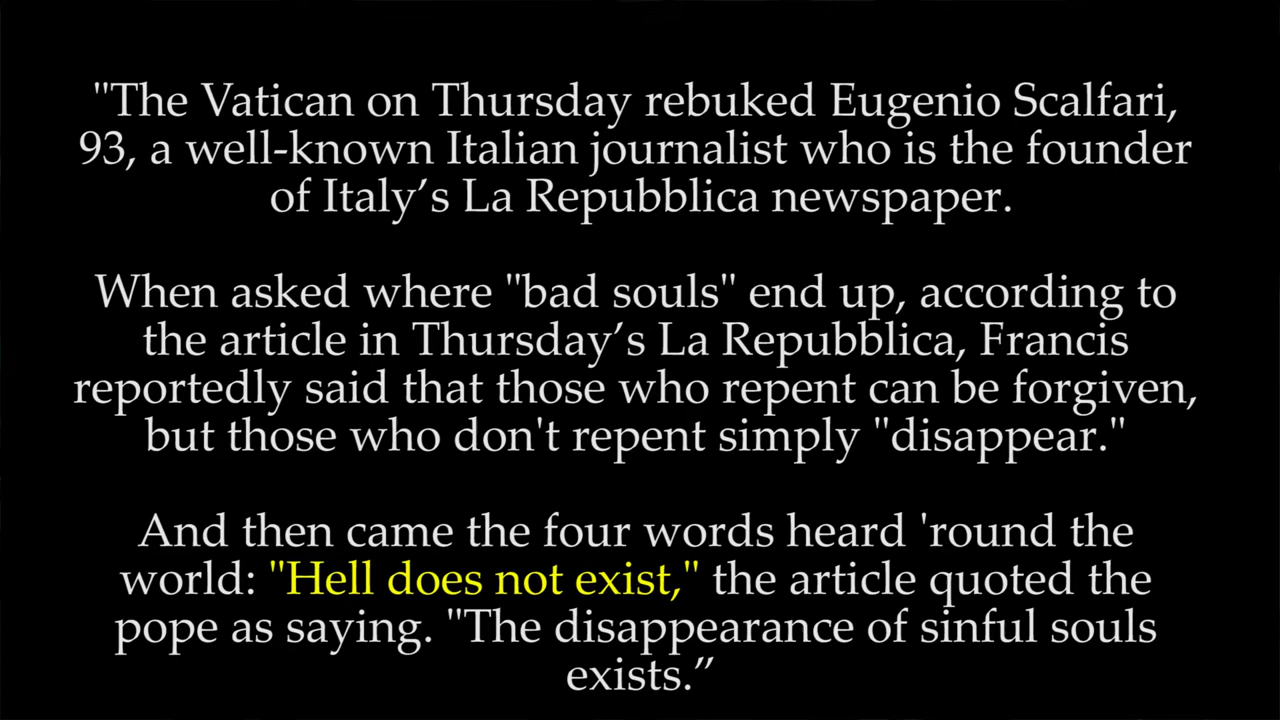 "The Vatican on Thursday rebuked Eugenio Scalfari,
93, a well-known Italian journalist who is the founder
of Italy’s La Repubblica newspaper.
When asked where "bad souls" end up, according to
the article in Thursday’s La Repubblica, Francis
reportedly said that those who repent can be forgiven,
but those who don't repent simply "disappear."
And then came the four words heard 'round the
world: "Hell does not exist," the article quoted the
pope as saying. "The disappearance of sinful souls
exists.”